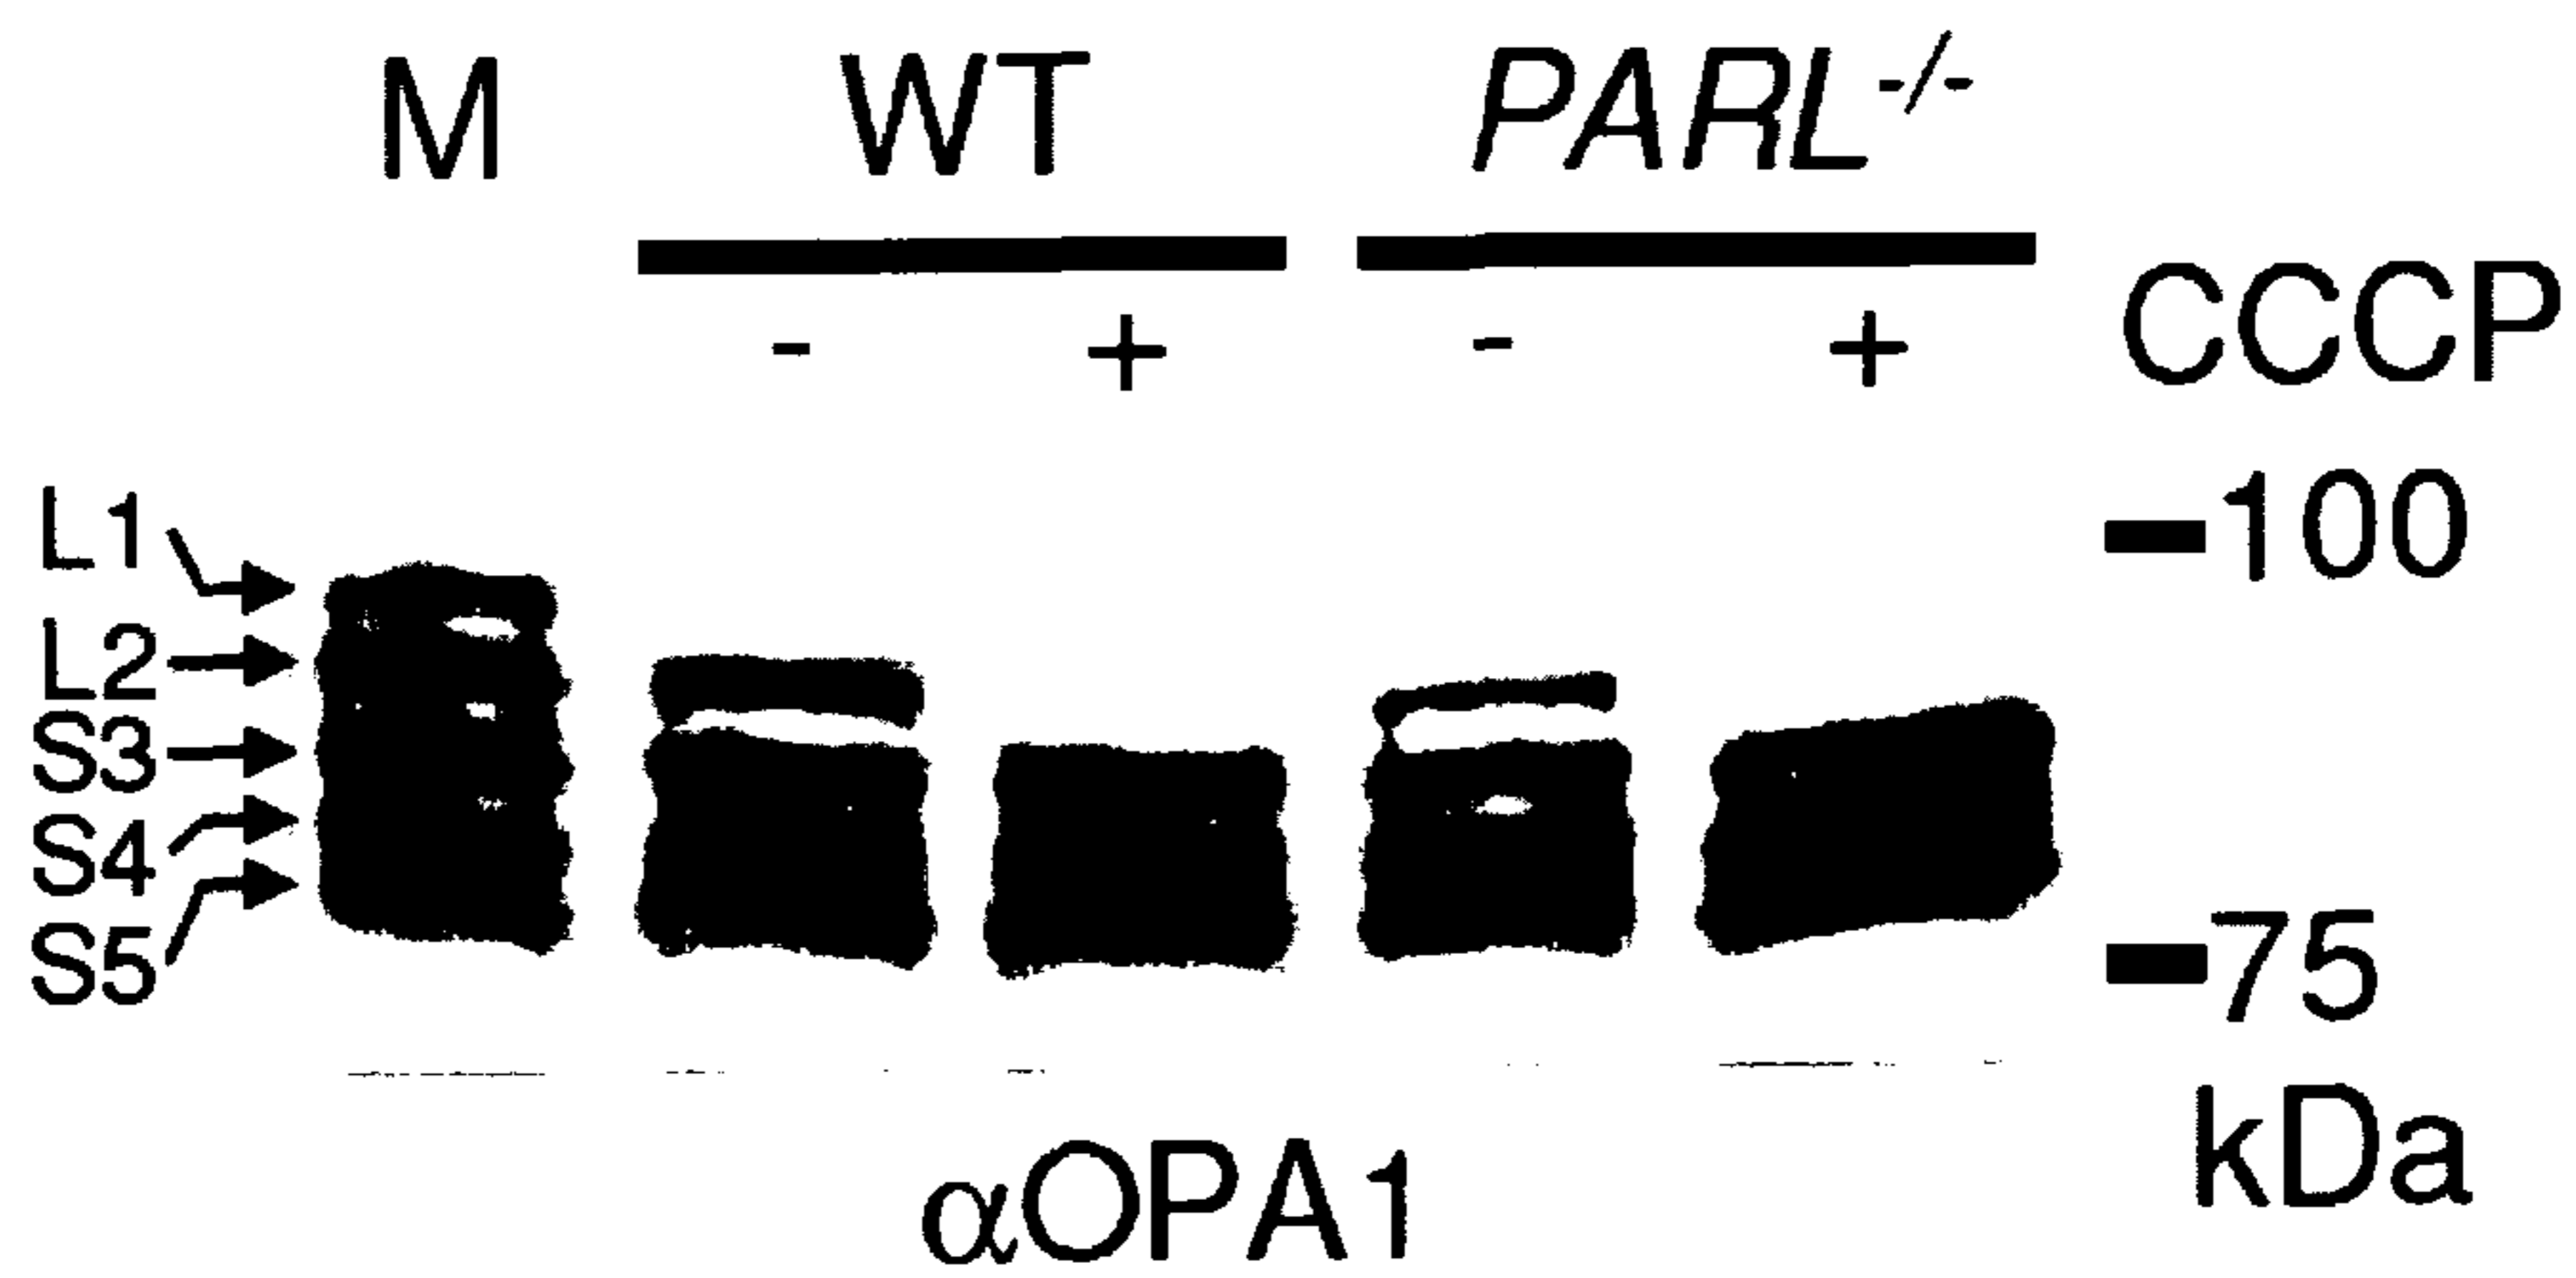 M WT PARL-/-
- + - + CCCP
L1
L2
S3
S4
S5
100
75
kDa
αOPA1